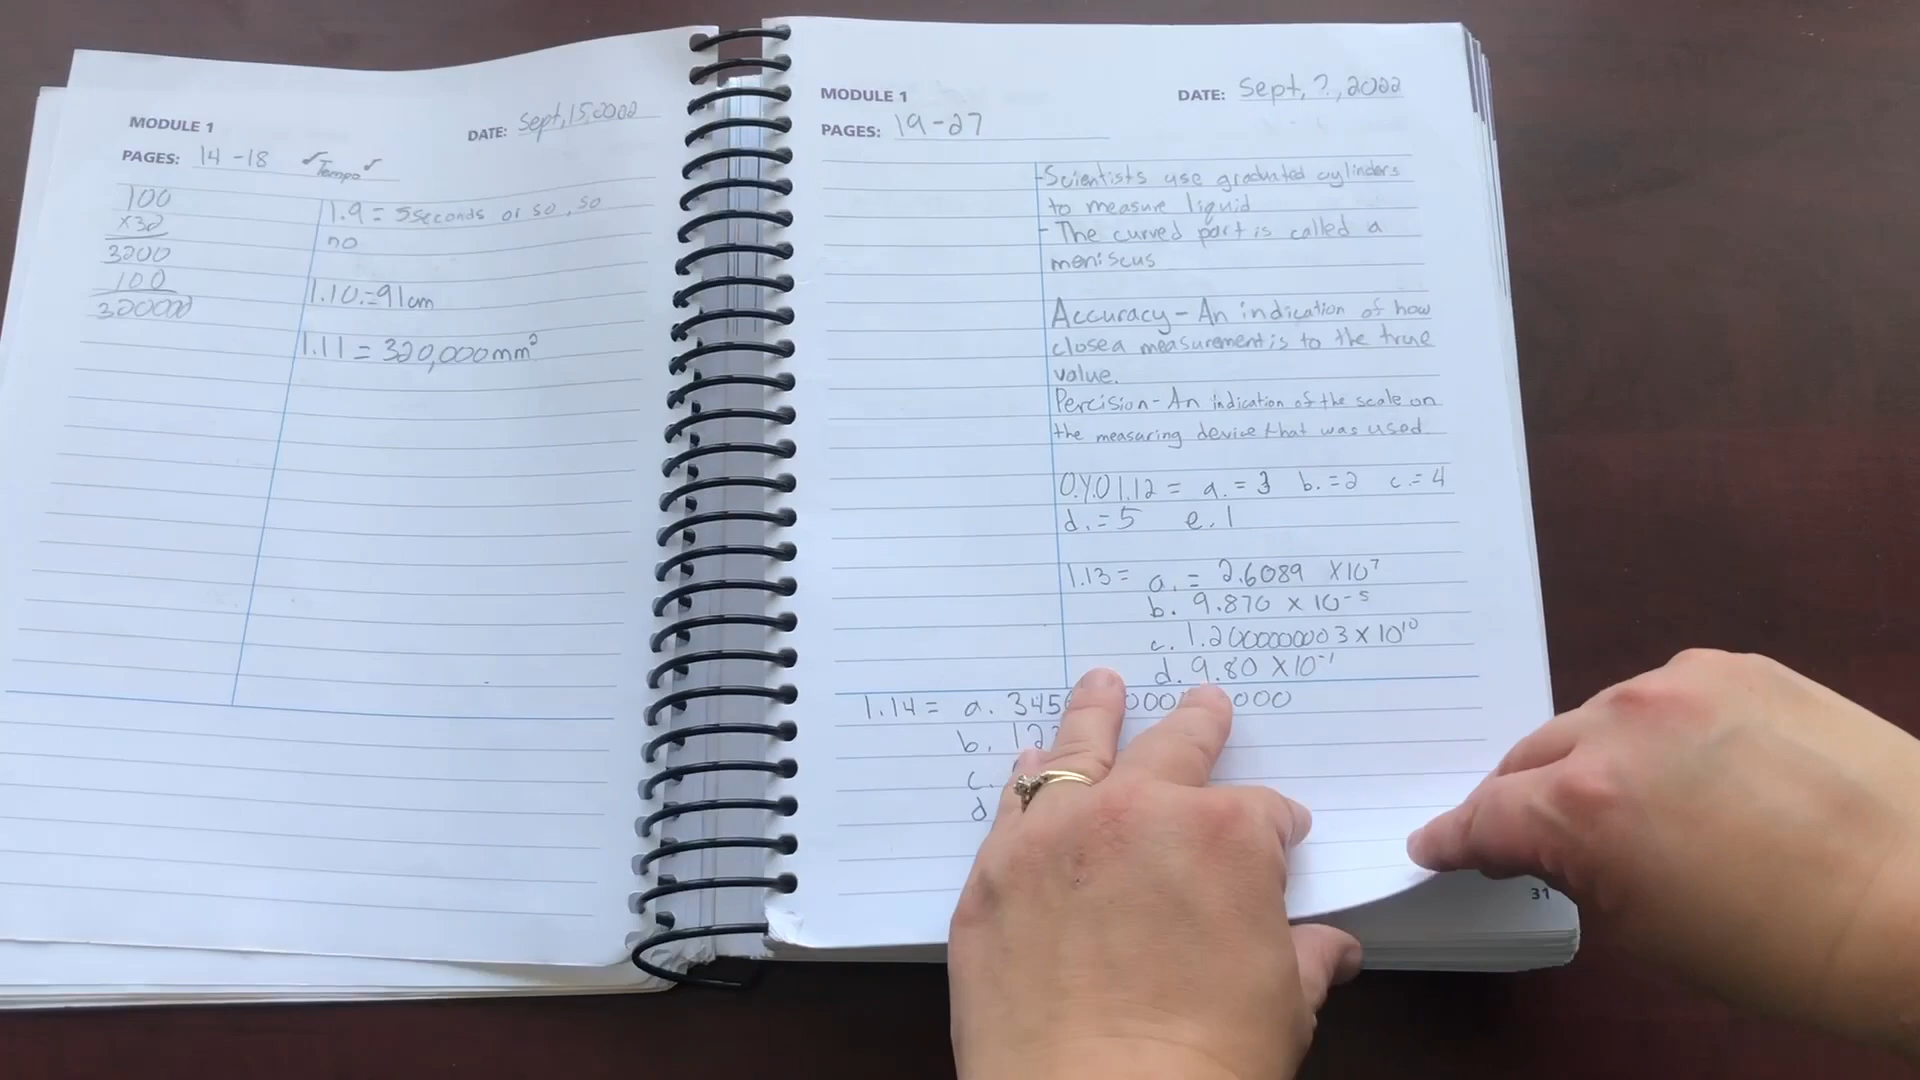 MODULE 1
DATE: Sept, 15, 2022
PAGES: 14-18 ✓Tempo✓
100
x32
3200
100
320000
1.9 = 5seconds or so, so
no
1.10.=91cm
1.11 = 320,000mm²
MODULE 1
DATE: Sept, ?, 2022
PAGES: 19-27
-Scientists use graduated cylinders
to measure liquid
- The curved part is called a
meniscus
Accuracy - An indication of how
close a measurement is to the true
value.
Percision - An indication of the scale on
the measuring device that was used
O.Y.O 1.12 = a. = 3 b. = 2 c. = 4
d. = 5 e. 1
1.13 = a. = 2.6089 x10⁷
b. 9.870 x 10⁻⁵
c. 1.2000000003 x 10¹⁰
d. 9.80 x10⁻¹
1.14 = a.
b.
c.
d
31